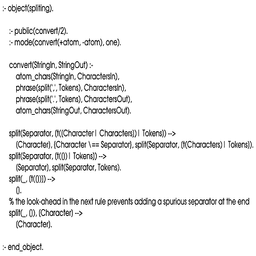 :- object(spliting).
:- public(convert/2).
:- mode(convert(+atom, -atom), one).
convert(StringIn, StringOut) :-
atom_chars(StringIn, CharactersIn),
phrase(split(',', Tokens), CharactersIn),
phrase(split('.', Tokens), CharactersOut),
atom_chars(StringOut, CharactersOut).
split(Separator, [t([Character| Characters])| Tokens]) -->
[Character], {Character \== Separator}, split(Separator, [t(Characters)| Tokens]).
split(Separator, [t([])| Tokens]) -->
[Separator], split(Separator, Tokens).
split(_, [t([])]) -->
[].
% the look-ahead in the next rule prevents adding a spurious separator at the end
split(_, []), [Character] -->
[Character].
:- end_object.